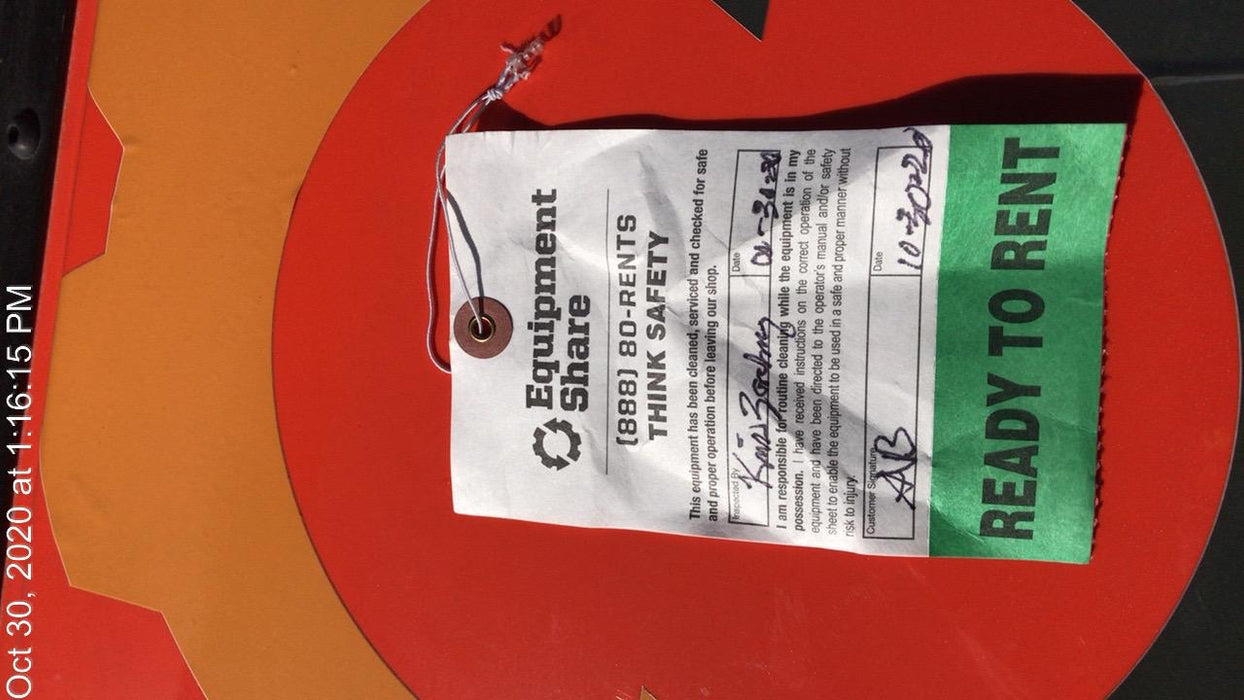 Oct 30, 2020 at 1:16:15 PM
Equipment
Share
(888) 80-RENTS
THINK SAFETY
This equipment has been cleaned, serviced and checked for safe
and proper operation before leaving our shop.
Inspected By
Date
I am responsible for routine cleaning while the equipment is in my
possession. I have received instructions on the correct operation of the
equipment and have been directed to the operator's manual and/or safety
sheet to enable the equipment to be used in a safe and proper manner without
risk to injury.
Customer Signature
AB
Date
10-30-20
READY TO RENT